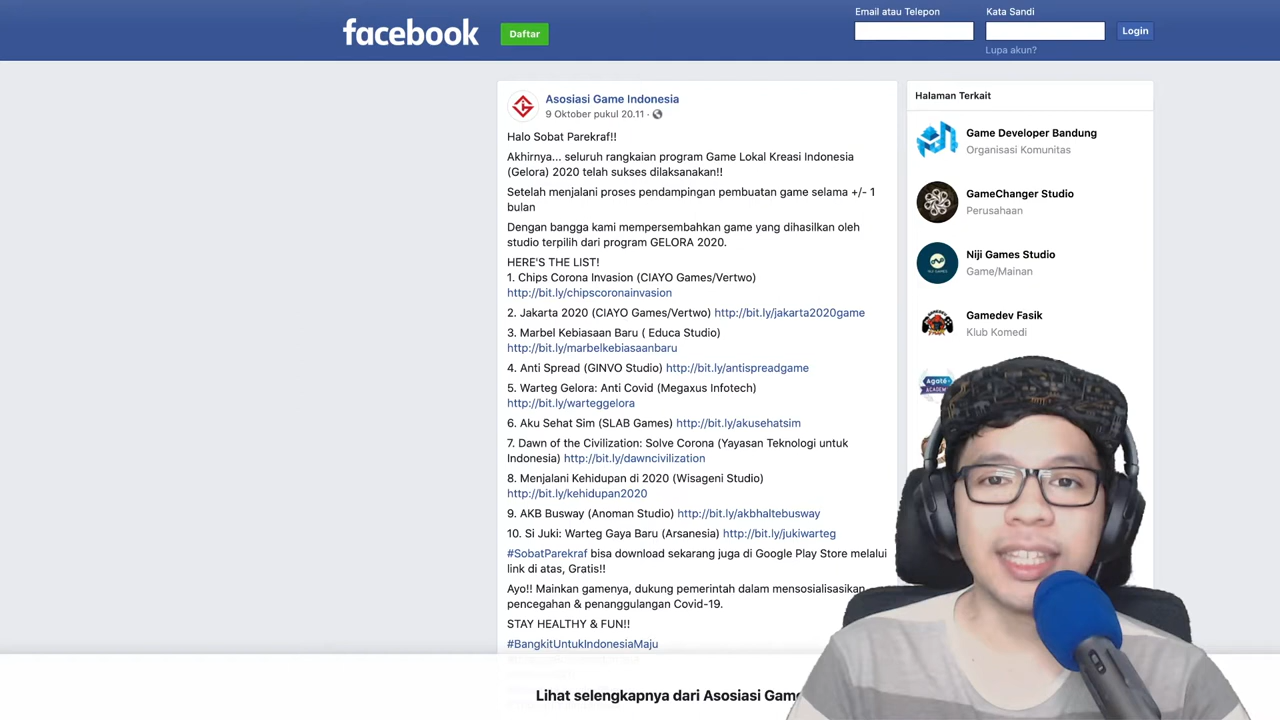 facebook
Daftar
Email atau Telepon
Kata Sandi
Login
Lupa akun?
Asosiasi Game Indonesia
9 Oktober pukul 20.11 ·
Halo Sobat Parekraf!!
Akhirnya... seluruh rangkaian program Game Lokal Kreasi Indonesia
(Gelora) 2020 telah sukses dilaksanakan!!
Setelah menjalani proses pendampingan pembuatan game selama +/- 1
bulan
Dengan bangga kami mempersembahkan game yang dihasilkan oleh
studio terpilih dari program GELORA 2020.
HERE'S THE LIST!
1. Chips Corona Invasion (CIAYO Games/Vertwo)
http://bit.ly/chipscoronainvasion
2. Jakarta 2020 (CIAYO Games/Vertwo) http://bit.ly/jakarta2020game
3. Marbel Kebiasaan Baru ( Educa Studio)
http://bit.ly/marbelkebiasaanbaru
4. Anti Spread (GINVO Studio) http://bit.ly/antispreadgame
5. Warteg Gelora: Anti Covid (Megaxus Infotech)
http://bit.ly/warteggelora
6. Aku Sehat Sim (SLAB Games) http://bit.ly/akusehatsim
7. Dawn of the Civilization: Solve Corona (Yayasan Teknologi untuk
Indonesia) http://bit.ly/dawncivilization
8. Menjalani Kehidupan di 2020 (Wisageni Studio)
http://bit.ly/kehidupan2020
9. AKB Busway (Anoman Studio) http://bit.ly/akbhaltebusway
10. Si Juki: Warteg Gaya Baru (Arsanesia) http://bit.ly/jukiwarteg
#SobatParekraf bisa download sekarang juga di Google Play Store melalui
link di atas, Gratis!!
Ayo!! Mainkan gamenya, dukung pemerintah dalam mensosialisasikan
pencegahan & penanggulangan Covid-19.
STAY HEALTHY & FUN!!
#BangkitUntukIndonesiaMaju
Lihat selengkapnya dari Asosiasi Game
Halaman Terkait
Game Developer Bandung
Organisasi Komunitas
GameChanger Studio
Perusahaan
Niji Games Studio
Game/Mainan
Gamedev Fasik
Klub Komedi
Agate
ACADEMY